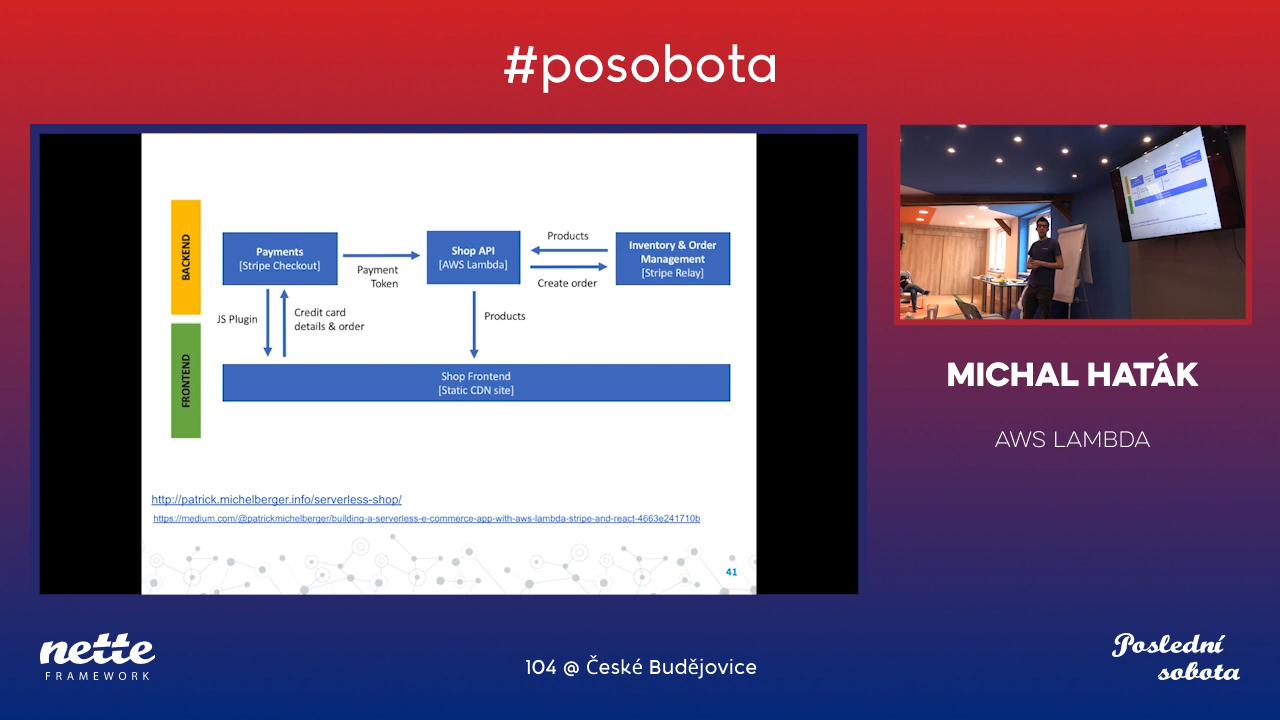 #posobota
BACKEND
FRONTEND
Payments
[Stripe Checkout]
Payment
Token
Shop API
[AWS Lambda]
Products
Create order
Inventory & Order
Management
[Stripe Relay]
JS Plugin
Credit card
details & order
Products
Shop Frontend
[Static CDN site]
http://patrick.michelberger.info/serverless-shop/
https://medium.com/@patrickmichelberger/building-a-serverless-e-commerce-app-with-aws-lambda-stripe-and-react-4663e241710b
41
MICHAL HATÁK
AWS LAMBDA
nette
FRAMEWORK
104 @ České Budějovice
Poslední
sobota